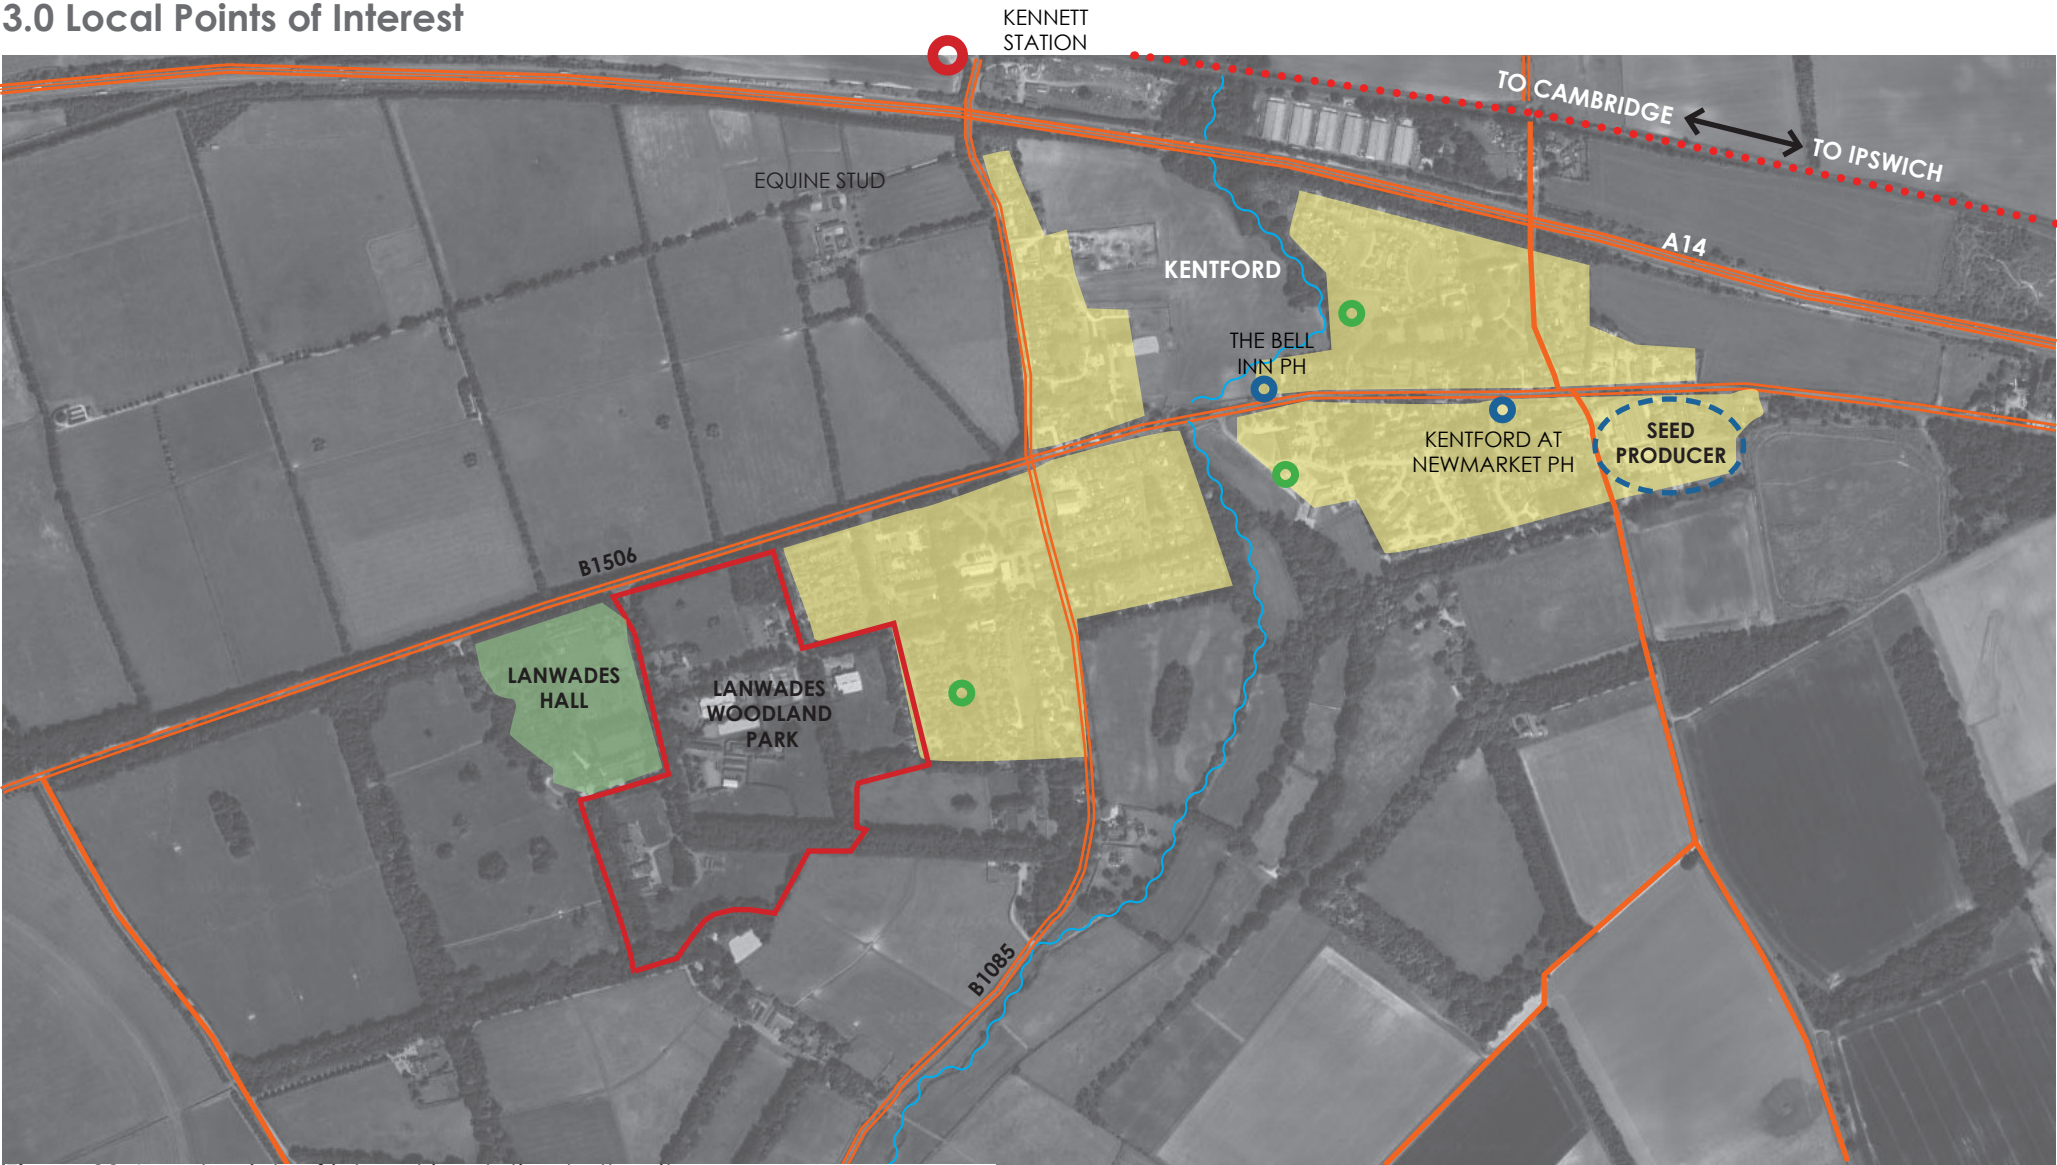 3.0 Local Points of Interest
KENNETT
STATION
TO CAMBRIDGE
TO IPSWICH
EQUINE STUD
A14
KENTFORD
THE BELL
INN PH
KENTFORD AT
NEWMARKET PH
SEED
PRODUCER
B1506
LANWADES
HALL
LANWADES
WOODLAND
PARK
B1085